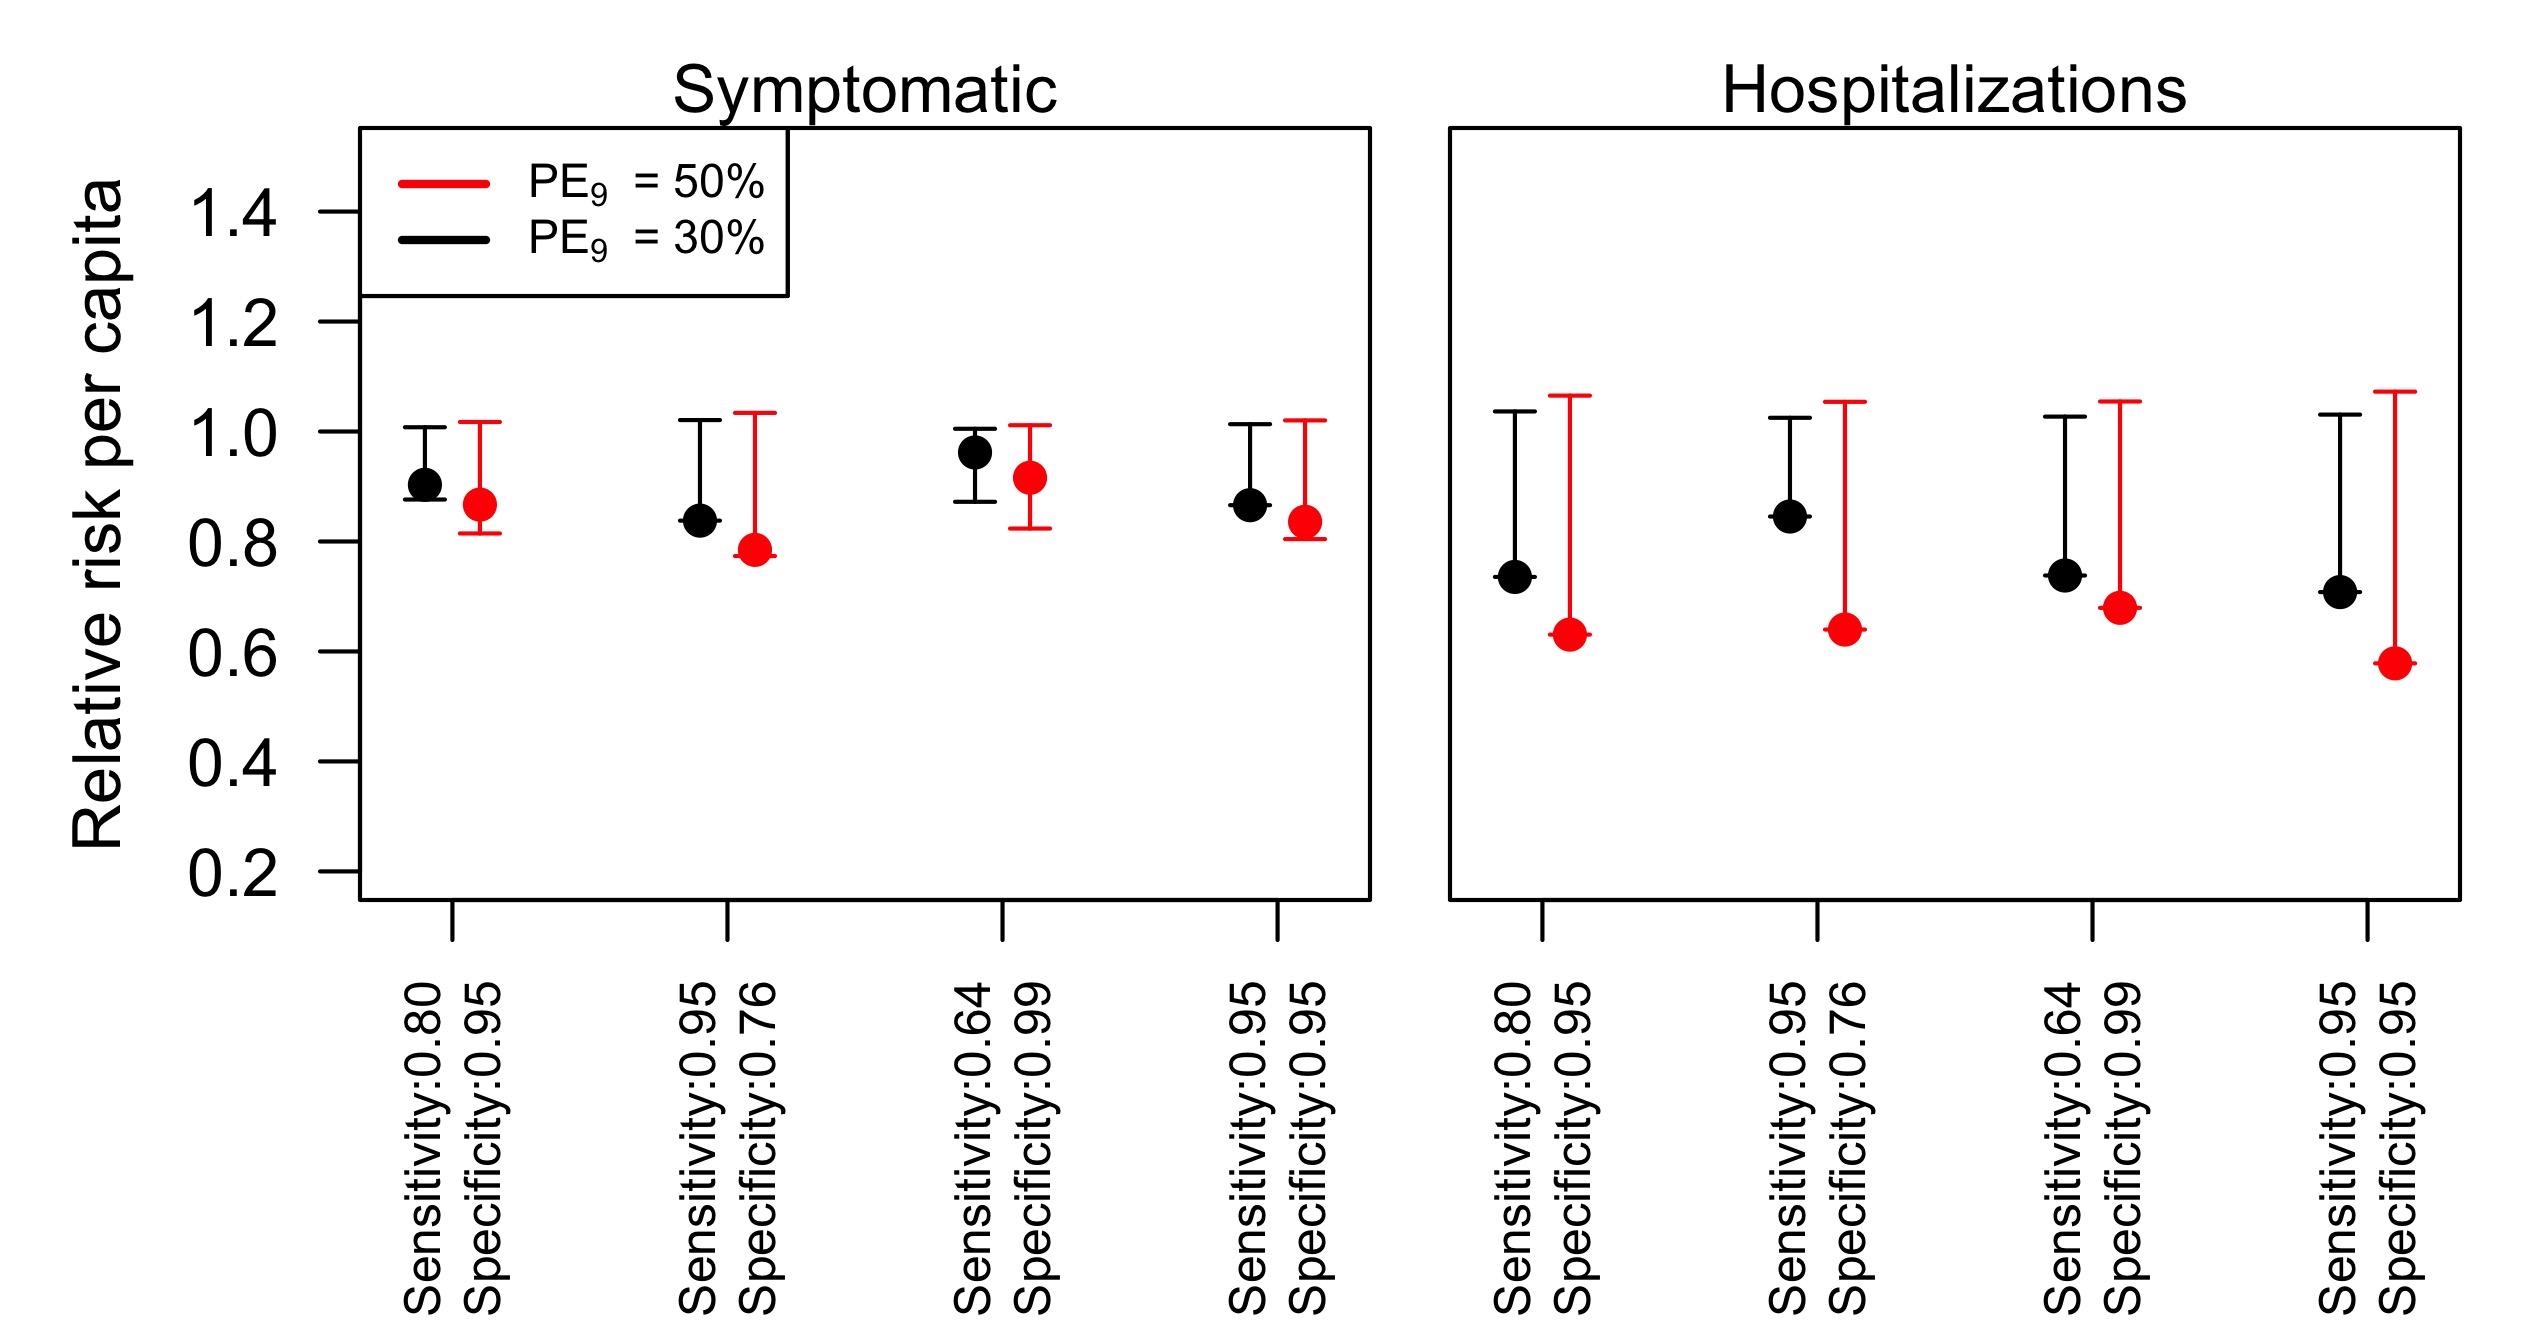 Symptomatic
Hospitalizations
PE9 = 50%
PE9 = 30%
Relative risk per capita
1.4
1.2
1.0
0.8
0.6
0.4
0.2
Sensitivity:0.80
Specificity:0.95
Sensitivity:0.95
Specificity:0.76
Sensitivity:0.64
Specificity:0.99
Sensitivity:0.95
Specificity:0.95
Sensitivity:0.80
Specificity:0.95
Sensitivity:0.95
Specificity:0.76
Sensitivity:0.64
Specificity:0.99
Sensitivity:0.95
Specificity:0.95